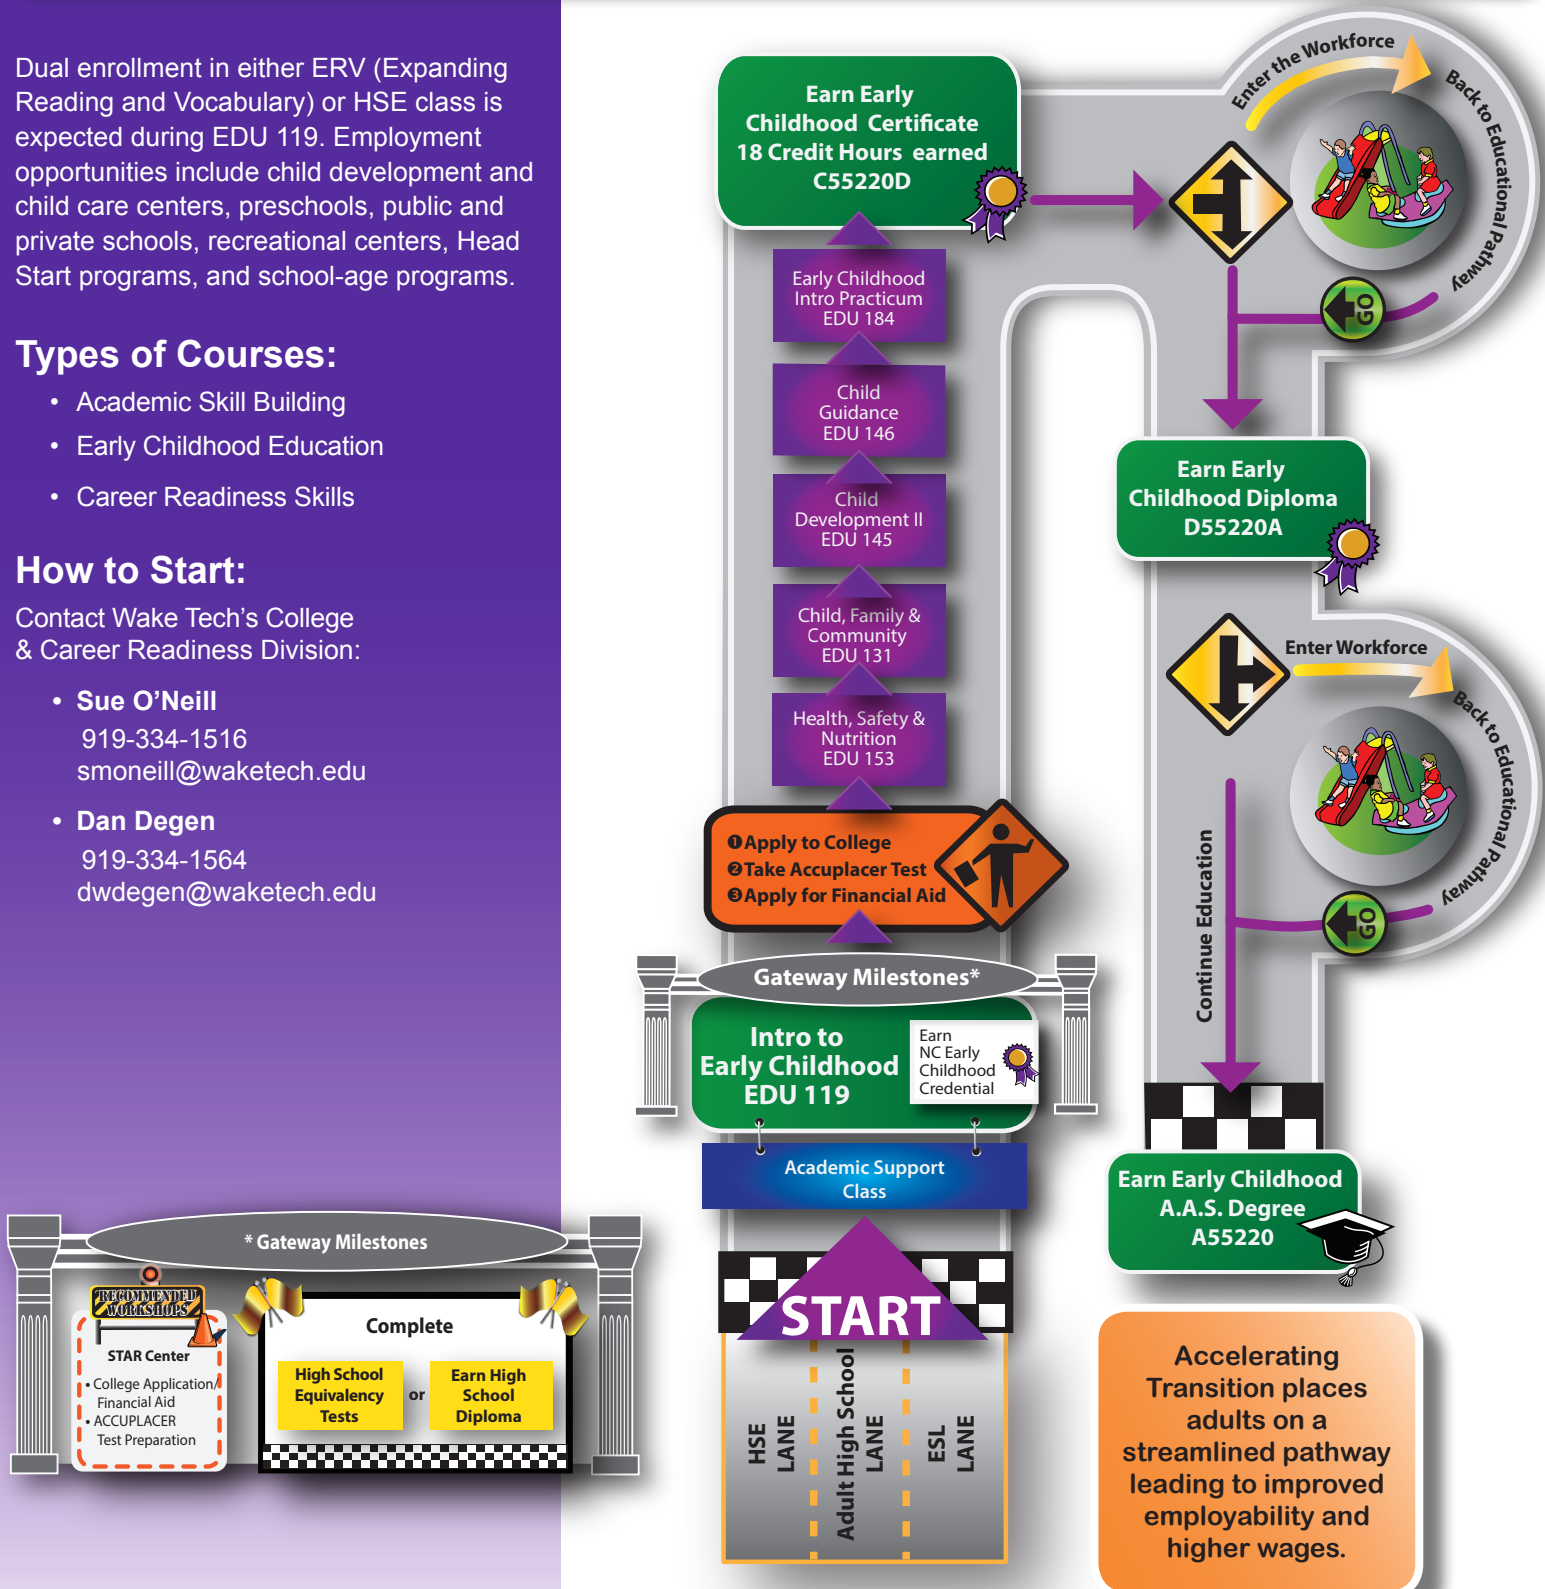 Dual enrollment in either ERV (Expanding
Reading and Vocabulary) or HSE class is
expected during EDU 119. Employment
opportunities include child development and
child care centers, preschools, public and
private schools, recreational centers, Head
Start programs, and school-age programs.
Types of Courses:
• Academic Skill Building
• Early Childhood Education
• Career Readiness Skills
How to Start:
Contact Wake Tech’s College
& Career Readiness Division:
• Sue O’Neill
919-334-1516
smoneill@waketech.edu
• Dan Degen
919-334-1564
dwdegen@waketech.edu
* Gateway Milestones
RECOMMENDED
WORKSHOPS
STAR Center
• College Application/
Financial Aid
• ACCUPLACER
Test Preparation
Complete
High School
Equivalency
Tests
or
Earn High
School
Diploma
Earn Early
Childhood Certificate
18 Credit Hours earned
C55220D
Early Childhood
Intro Practicum
EDU 184
Child
Guidance
EDU 146
Child
Development II
EDU 145
Child, Family &
Community
EDU 131
Health, Safety &
Nutrition
EDU 153
❶Apply to College
❷Take Accuplacer Test
❸Apply for Financial Aid
Gateway Milestones*
Intro to
Early Childhood
EDU 119
Earn
NC Early
Childhood
Credential
Academic Support
Class
START
HSE
LANE
Adult High School
LANE
ESL
LANE
Enter the Workforce
Back to Educational Pathway
GO
Earn Early
Childhood Diploma
D55220A
Enter Workforce
Back to Educational Pathway
GO
Continue Education
Earn Early Childhood
A.A.S. Degree
A55220
Accelerating
Transition places
adults on a
streamlined pathway
leading to improved
employability and
higher wages.